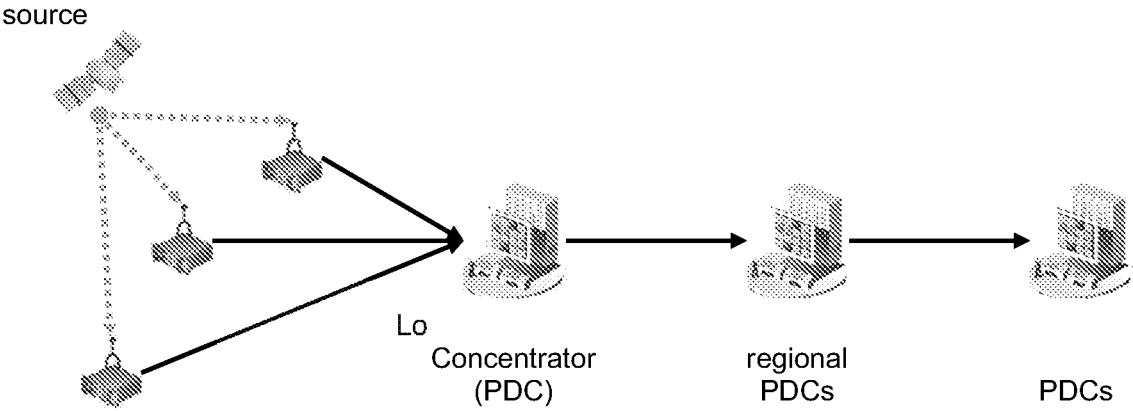 source
Lo
Concentrator
(PDC)
regional
PDCs
PDCs